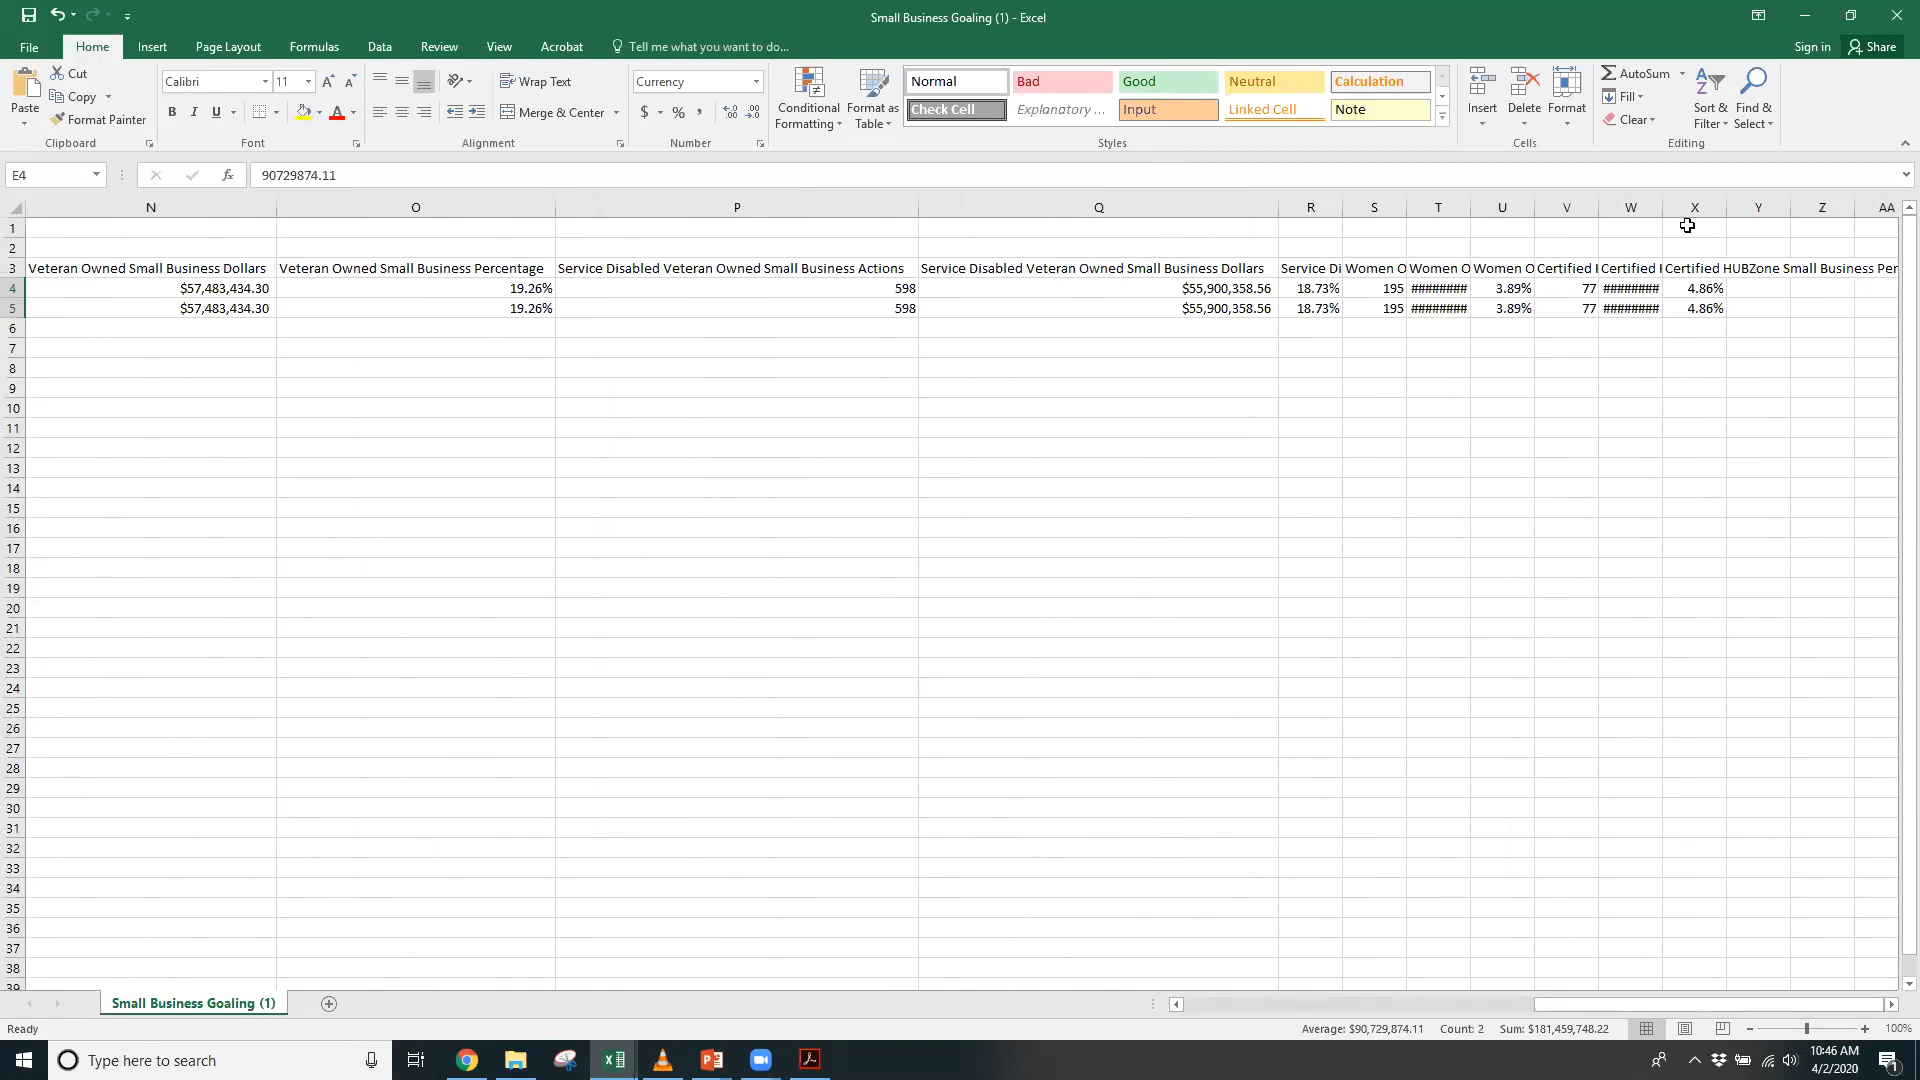 Small Business Goaling (1) - Excel
File Home Insert Page Layout Formulas Data Review View Acrobat Tell me what you want to do... Sign in Share
Paste Cut Copy Format Painter Clipboard
Calibri 11 B I U A A A Font
Wrap Text Merge & Center Alignment
Currency $ % , Number
Conditional Formatting Format as Table
Normal Bad Good Neutral Calculation
Check Cell Explanatory ... Input Linked Cell Note
Styles
Insert Delete Format Cells
AutoSum Fill Clear Sort & Filter Find & Select Editing
E4 fx 90729874.11
N O P Q R S T U V W X Y Z AA
1
2
3 Veteran Owned Small Business Dollars Veteran Owned Small Business Percentage Service Disabled Veteran Owned Small Business Actions Service Disabled Veteran Owned Small Business Dollars Service Di Women O Women O Women O Certified Certified Certified HUBZone Small Business Per
4 $57,483,434.30 19.26% 598 $55,900,358.56 18.73% 195 ######## 3.89% 77 ######## 4.86%
5 $57,483,434.30 19.26% 598 $55,900,358.56 18.73% 195 ######## 3.89% 77 ######## 4.86%
6
7
8
9
10
11
12
13
14
15
16
17
18
19
20
21
22
23
24
25
26
27
28
29
30
31
32
33
34
35
36
37
38
39
Small Business Goaling (1)
Ready Average: $90,729,874.11 Count: 2 Sum: $181,459,748.22 100%
Type here to search 10:46 AM
4/2/2020
1